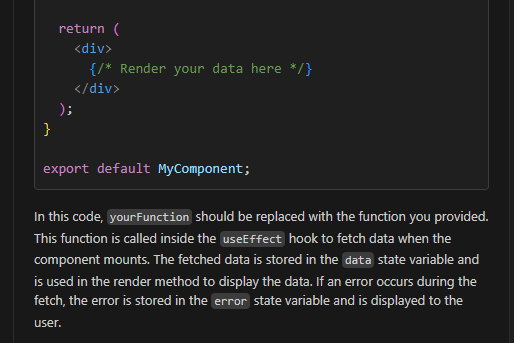 return (
<div>
{/* Render your data here */}
</div>
);
}
export default MyComponent;
In this code, yourFunction should be replaced with the function you provided.
This function is called inside the useEffect hook to fetch data when the
component mounts. The fetched data is stored in the data state variable and
is used in the render method to display the data. If an error occurs during the
fetch, the error is stored in the error state variable and is displayed to the
user.